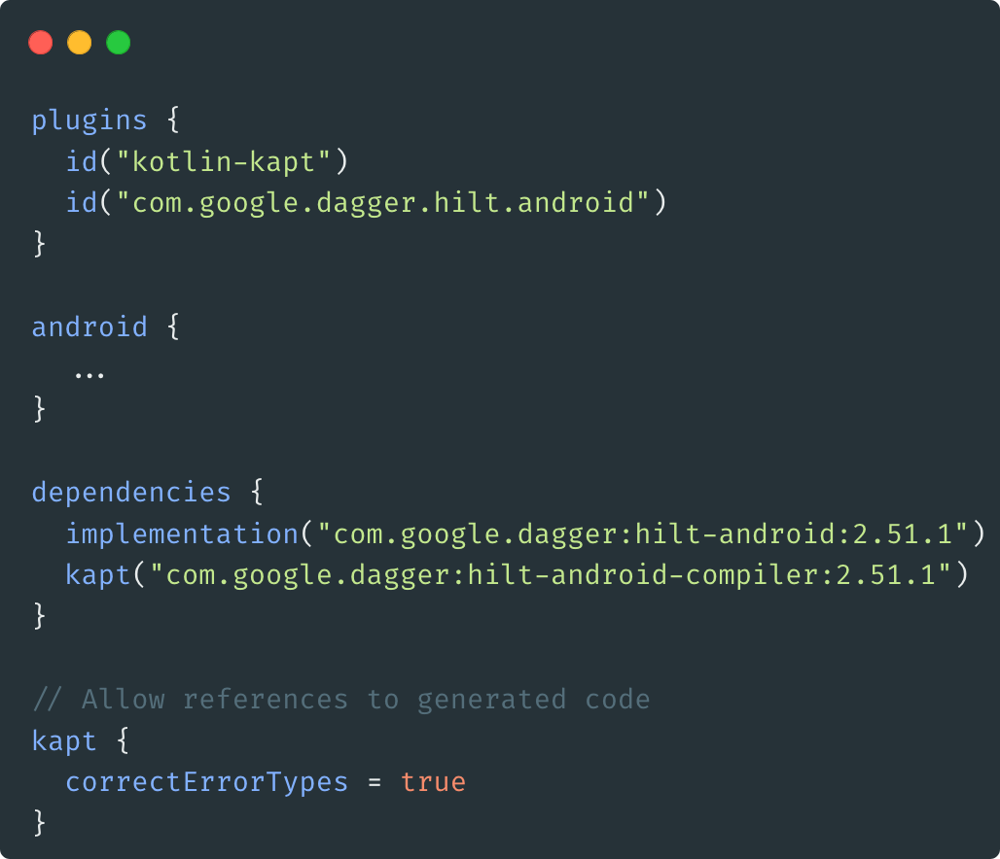 plugins {
  id("kotlin-kapt")
  id("com.google.dagger.hilt.android")
}
android {
  ...
}
dependencies {
  implementation("com.google.dagger:hilt-android:2.51.1")
  kapt("com.google.dagger:hilt-android-compiler:2.51.1")
}
// Allow references to generated code
kapt {
  correctErrorTypes = true
}